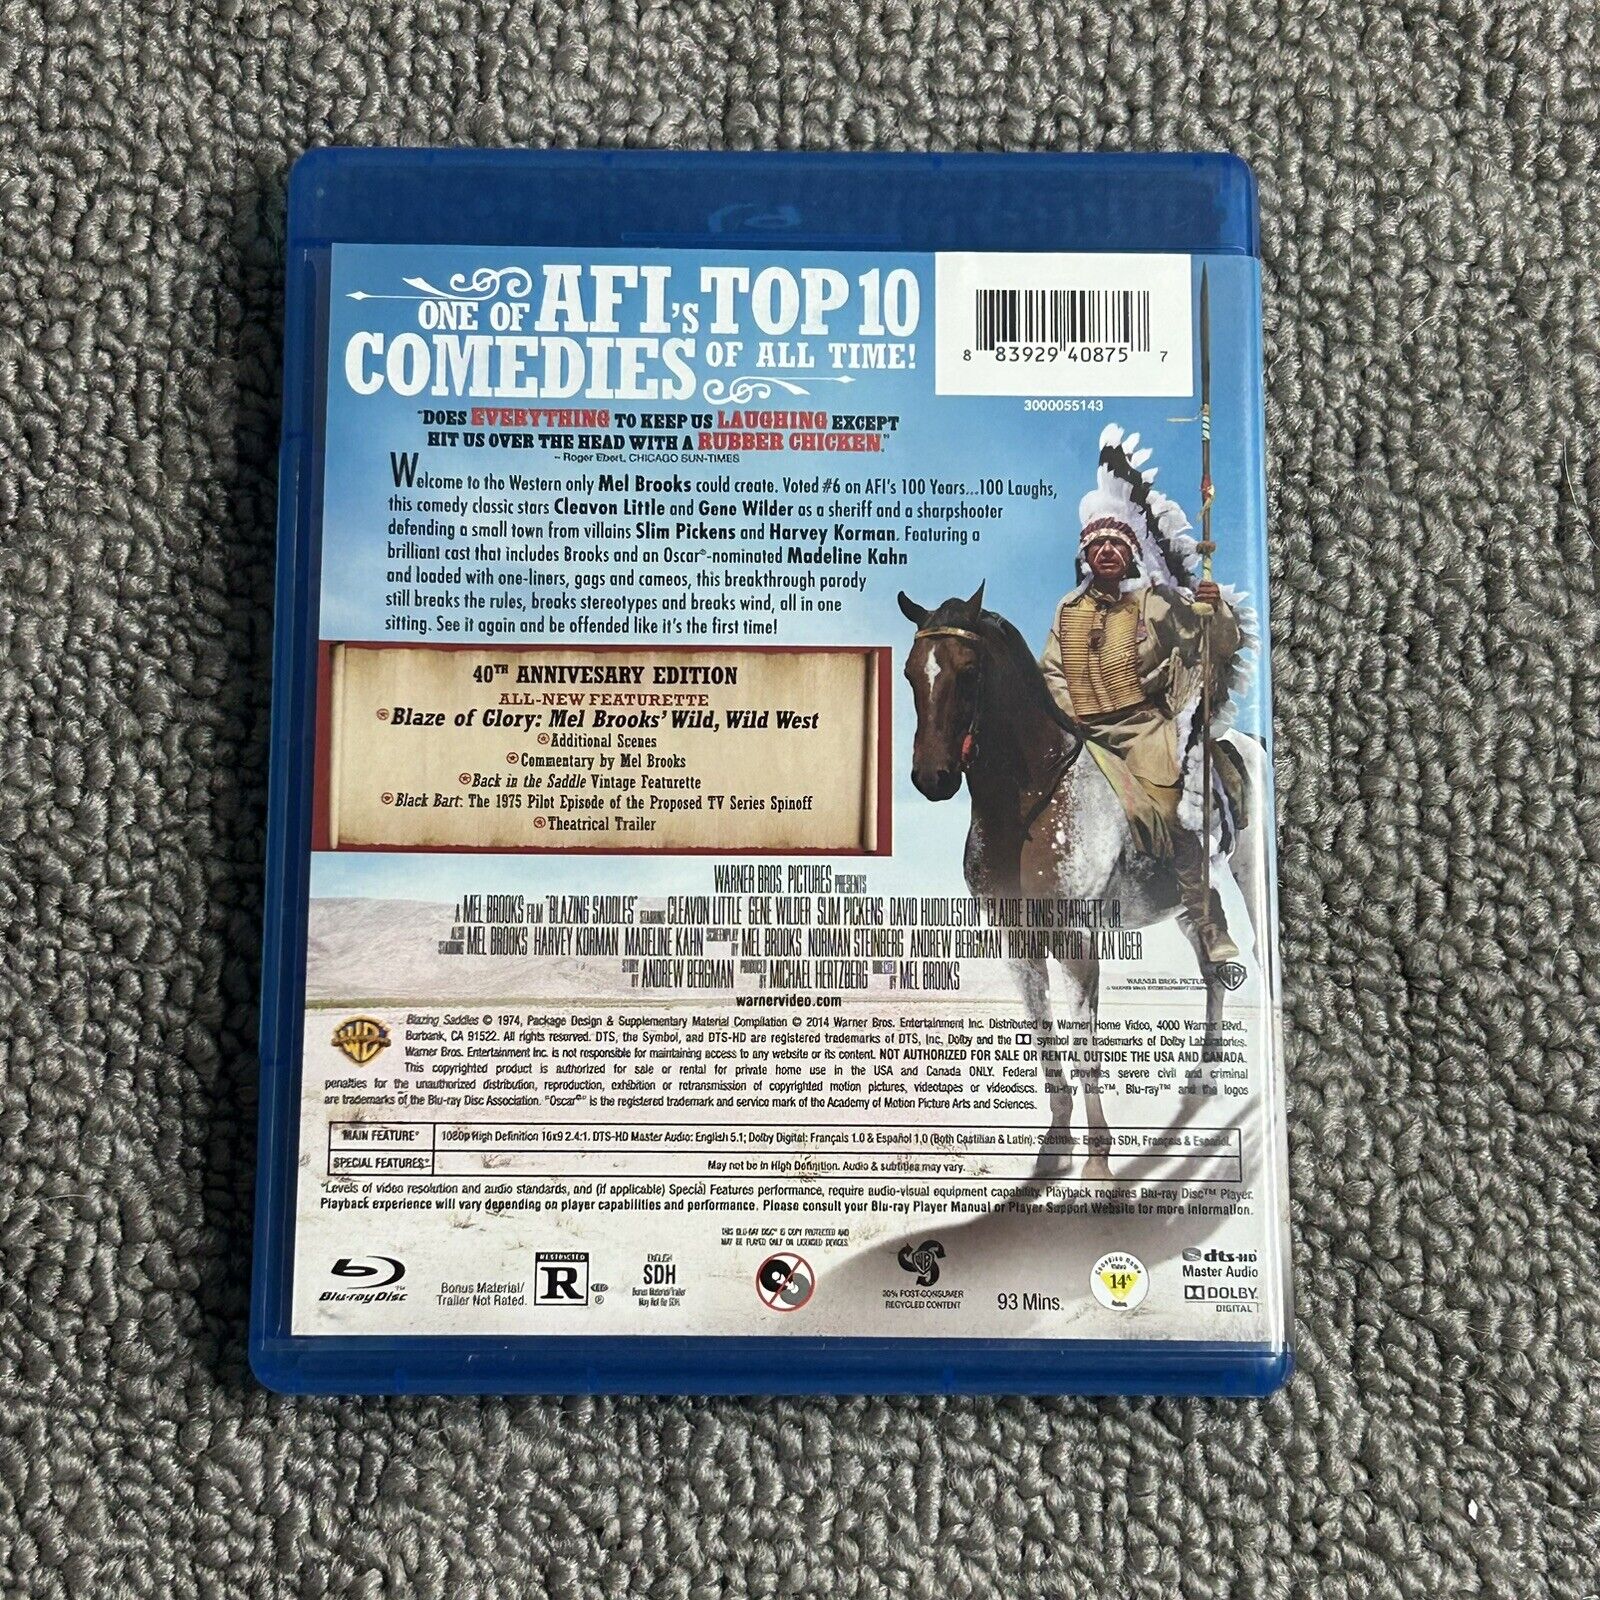 ONE OF AFI's TOP 10
COMEDIES OF ALL TIME!
8 83929 40875 7
3000055143
"DOES EVERYTHING TO KEEP US LAUGHING EXCEPT
HIT US OVER THE HEAD WITH A RUBBER CHICKEN."
- Roger Ebert, CHICAGO SUN-TIMES
Welcome to the Western only Mel Brooks could create. Voted #6 on AFI's 100 Years...100 Laughs,
this comedy classic stars Cleavon Little and Gene Wilder as a sheriff and a sharpshooter
defending a small town from villains Slim Pickens and Harvey Korman. Featuring a
brilliant cast that includes Brooks and an Oscar®-nominated Madeline Kahn
and loaded with one-liners, gags and cameos, this breakthrough parody
still breaks the rules, breaks stereotypes and breaks wind, all in one
sitting. See it again and be offended like it's the first time!
40TH ANNIVESARY EDITION
ALL-NEW FEATURETTE
Blaze of Glory: Mel Brooks' Wild, Wild West
Additional Scenes
Commentary by Mel Brooks
Back in the Saddle Vintage Featurette
Black Bart: The 1975 Pilot Episode of the Proposed TV Series Spinoff
Theatrical Trailer
WARNER BROS. PICTURES PRESENTS
A MEL BROOKS FILM "BLAZING SADDLES" STARRING CLEAVON LITTLE GENE WILDER SLIM PICKENS DAVID HUDDLESTON CLAUDE ENNIS STARRETT, JR.
ALSO STARRING MEL BROOKS HARVEY KORMAN MADELINE KAHN SCREENPLAY BY MEL BROOKS NORMAN STEINBERG ANDREW BERGMAN RICHARD PRYOR ALAN UGER
STORY BY ANDREW BERGMAN PRODUCED BY MICHAEL HERTZBERG DIRECTED BY MEL BROOKS
WARNER BROS. PICTU
warnervideo.com
Blazing Saddles © 1974, Package Design & Supplementary Material Compilation © 2014 Warner Bros. Entertainment Inc. Distributed by Warner Home Video, 4000 Warner Blvd.,
Burbank, CA 91522. All rights reserved. DTS, the Symbol, and DTS-HD are registered trademarks of DTS, Inc. Dolby and the symbol are trademarks of Dolby Laboratories.
Warner Bros. Entertainment Inc. is not responsible for maintaining access to any website or its content. NOT AUTHORIZED FOR SALE OR RENTAL OUTSIDE THE USA AND CANADA.
This copyrighted product is authorized for sale or rental for private home use in the USA and Canada ONLY. Federal law provides severe civil and criminal
penalties for the unauthorized distribution, reproduction, exhibition or retransmission of copyrighted motion pictures, videotapes or videodiscs. Blu-ray Disc™, Blu-ray™ and the logos
are trademarks of the Blu-ray Disc Association. "Oscar®" is the registered trademark and service mark of the Academy of Motion Picture Arts and Sciences.
MAIN FEATURE* 1080p High Definition 16x9 2.4:1. DTS-HD Master Audio: English 5.1; Dolby Digital: Français 1.0 & Español 1.0 (Both Castilian & Latin). Subtitles: English SDH, Français & Español.
SPECIAL FEATURES* May not be in High Definition. Audio & subtitles may vary.
*Levels of video resolution and audio standards, and (if applicable) Special Features performance, require audio-visual equipment capability. Playback requires Blu-ray Disc™ Player.
Playback experience will vary depending on player capabilities and performance. Please consult your Blu-ray Player Manual or Player Support Website for more information.
THIS BLU-RAY DISC™ IS COPY PROTECTED AND
MAY BE PLAYED ONLY ON LICENSED DEVICES.
Blu-ray Disc™
Bonus Material/
Trailer Not Rated.
RESTRICTED
R
®
ENGLISH
SDH
Bonus Material/Trailer
May Not Be SDH.
30% POST-CONSUMER
RECYCLED CONTENT
93 Mins.
14A
dts-HD
Master Audio
DOLBY
DIGITAL